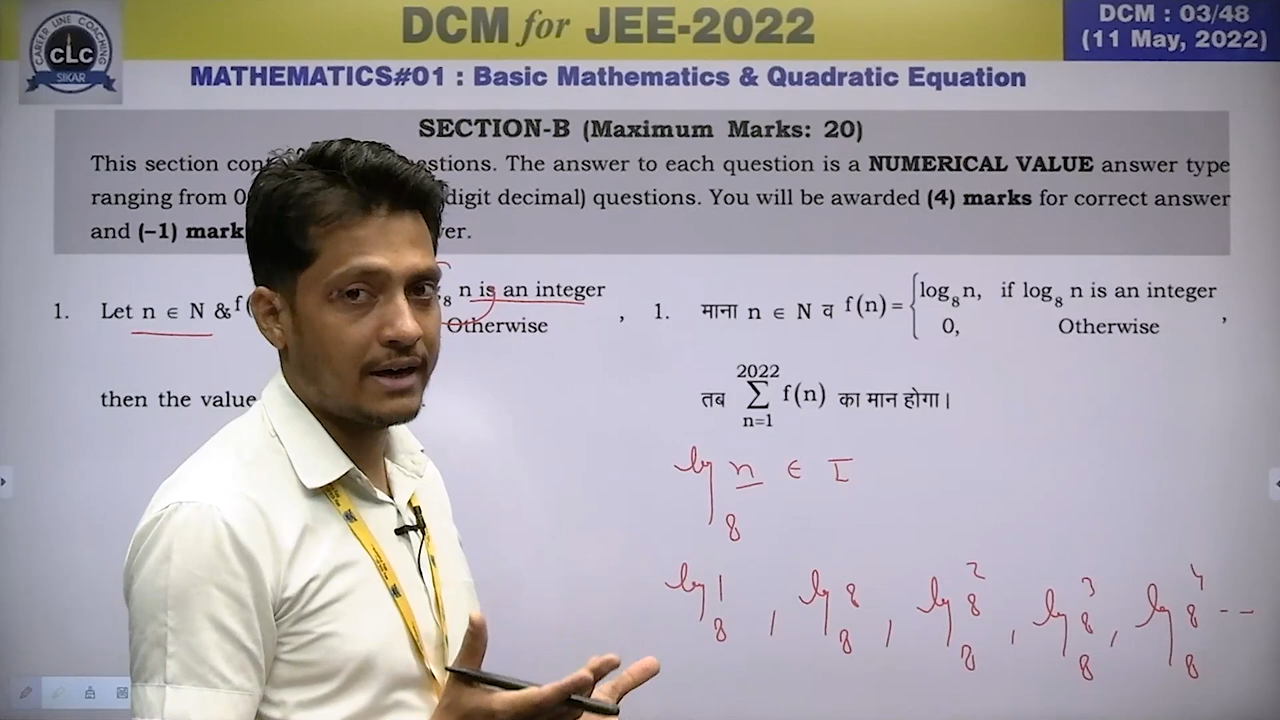 CAREER LINE COACHING
CLC
SIKAR
DCM for JEE-2022
DCM : 03/48
(11 May, 2022)
MATHEMATICS#01 : Basic Mathematics & Quadratic Equation
SECTION-B (Maximum Marks: 20)
This section estions. The answer to each question is a NUMERICAL VALUE answer type
ranging from 0 digit decimal) questions. You will be awarded (4) marks for correct answer
and (–1) mark er.
1. Let n ∈ N & f( 8 n is an integer
Otherwise ,
then the value
1. माना n ∈ N व f(n) = { log₈ n, if log₈ n is an integer
0, Otherwise ,
तब 2022 Σ n=1 f(n) का मान होगा।
log₈ n ∈ I
log₈ 1 , log₈ 8 , log₈ 8² , log₈ 8³ , log₈ 8⁴ - -